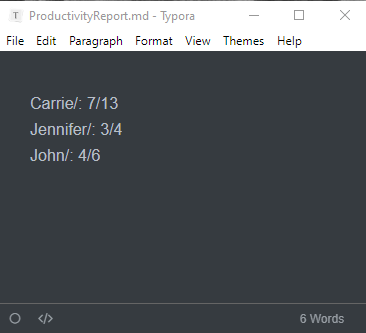 ProductivityReport.md - Typora
File Edit Paragraph Format View Themes Help
Carrie/: 7/13
Jennifer/: 3/4
John/: 4/6
6 Words